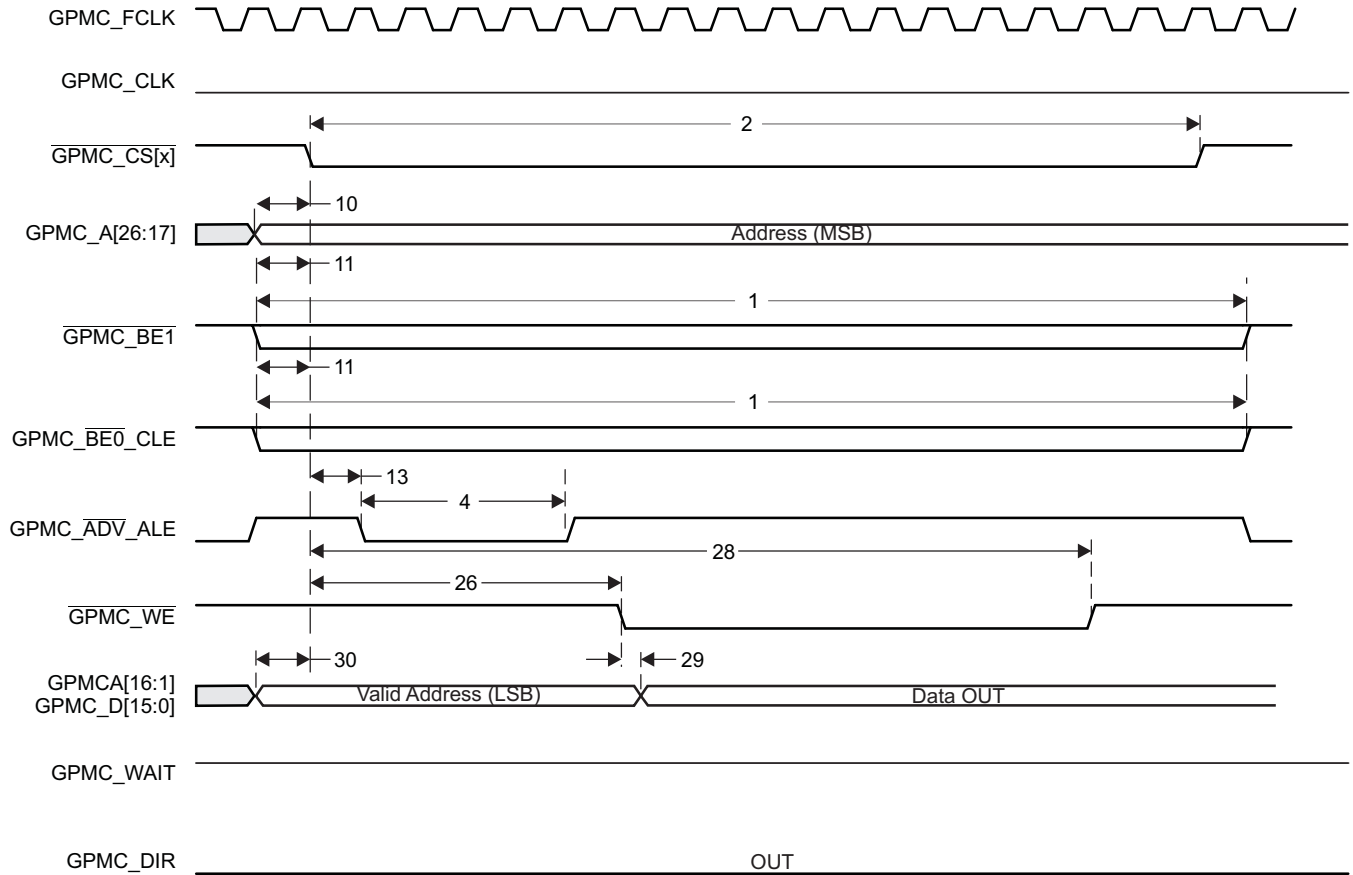 GPMC_FCLK
GPMC_CLK
2
GPMC_CS[x]
10
GPMC_A[26:17]
Address (MSB)
11
1
GPMC_BE1
11
1
GPMC_BE0_CLE
13
4
GPMC_ADV_ALE
28
26
GPMC_WE
30
29
GPMCA[16:1]
GPMC_D[15:0]
Valid Address (LSB)
Data OUT
GPMC_WAIT
GPMC_DIR
OUT